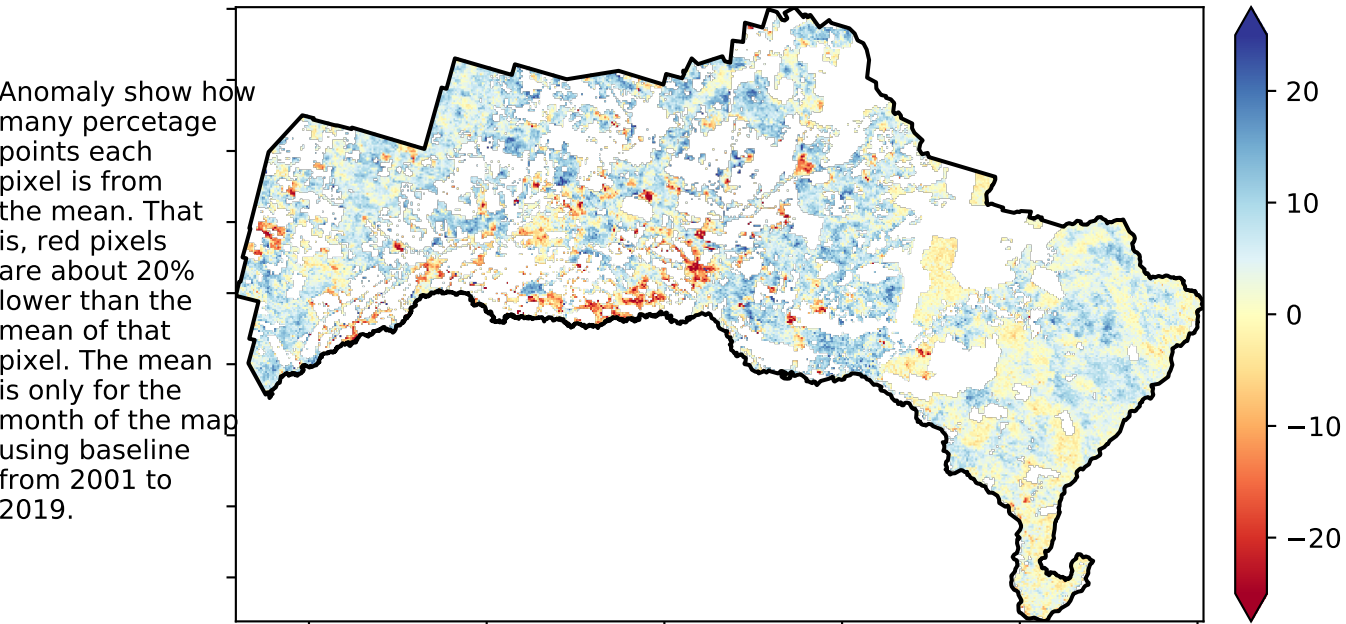 Anomaly show how
many percetage
points each
pixel is from
the mean. That
is, red pixels
are about 20%
lower than the
mean of that
pixel. The mean
is only for the
month of the map
using baseline
from 2001 to
2019.
20
10
0
−10
−20